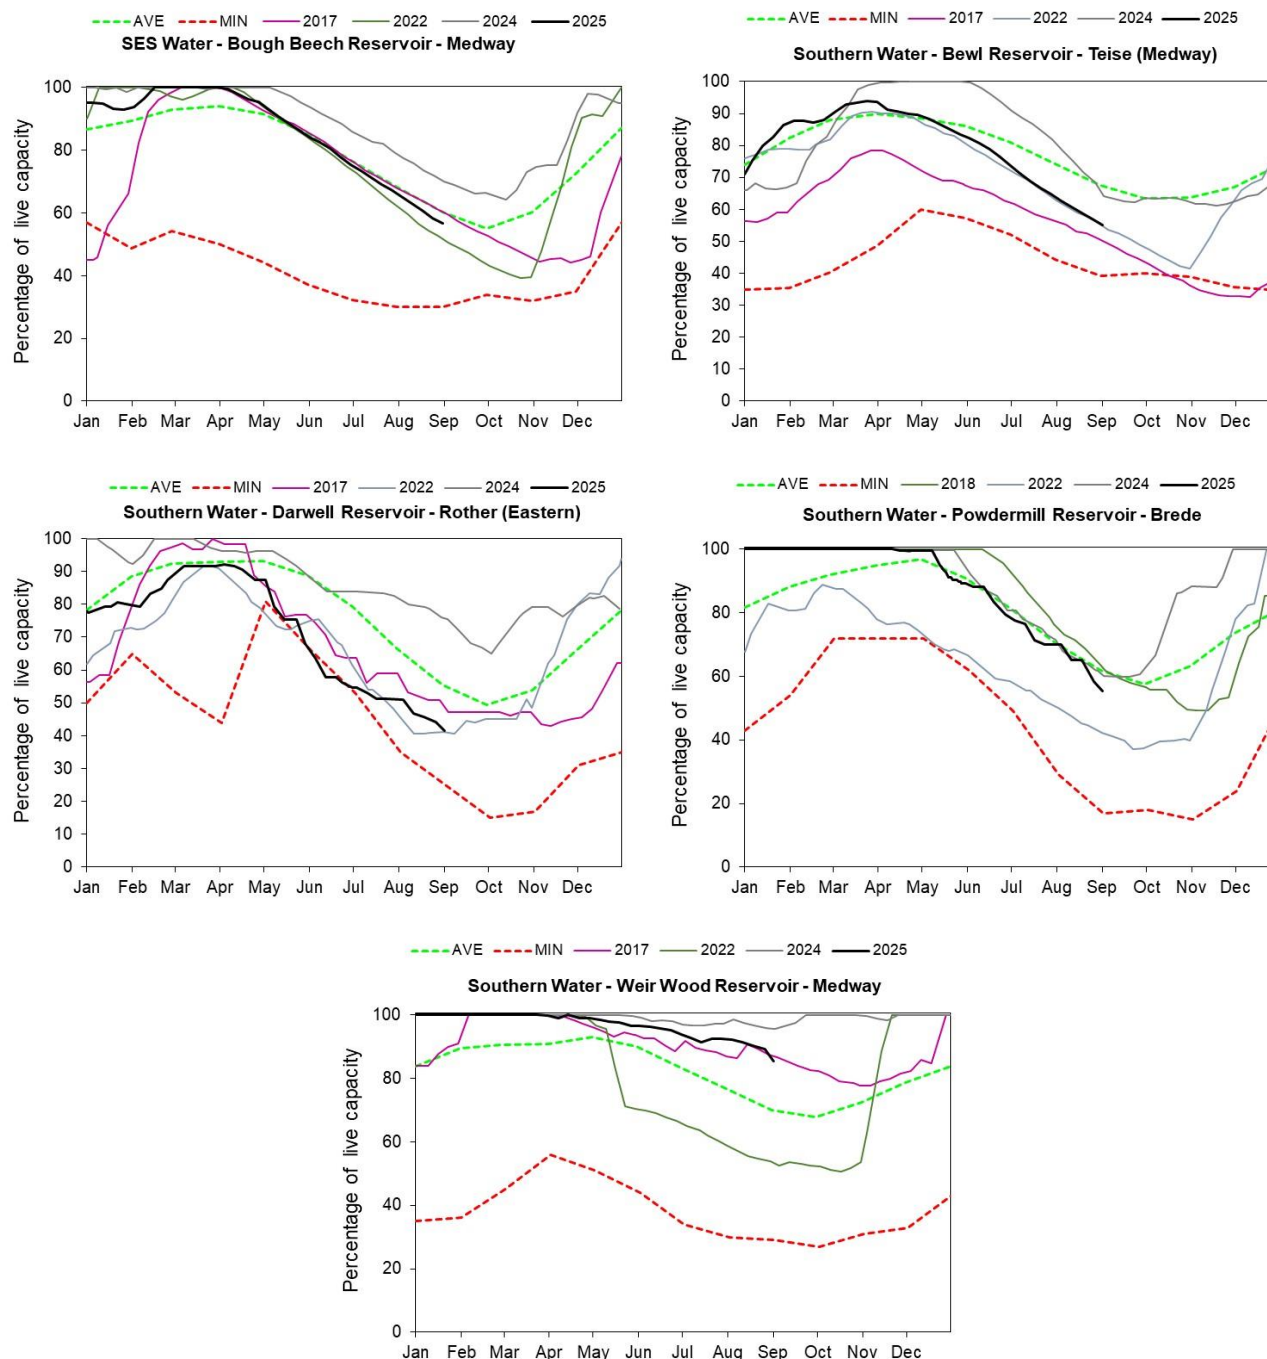 AVE MIN 2017 2022 2024 2025
SES Water - Bough Beech Reservoir - Medway
Percentage of live capacity
100
80
60
40
20
0
Jan Feb Mar Apr May Jun Jul Aug Sep Oct Nov Dec
AVE MIN 2017 2022 2024 2025
Southern Water - Bewl Reservoir - Teise (Medway)
Percentage of live capacity
100
90
80
70
60
50
40
30
20
10
0
Jan Feb Mar Apr May Jun Jul Aug Sep Oct Nov Dec
AVE MIN 2017 2022 2024 2025
Southern Water - Darwell Reservoir - Rother (Eastern)
Percentage of live capacity
100
90
80
70
60
50
40
30
20
10
0
Jan Feb Mar Apr May Jun Jul Aug Sep Oct Nov Dec
AVE MIN 2018 2022 2024 2025
Southern Water - Powdermill Reservoir - Brede
Percentage of live capacity
100
80
60
40
20
0
Jan Feb Mar Apr May Jun Jul Aug Sep Oct Nov Dec
AVE MIN 2017 2022 2024 2025
Southern Water - Weir Wood Reservoir - Medway
Percentage of live capacity
100
80
60
40
20
0
Jan Feb Mar Apr May Jun Jul Aug Sep Oct Nov Dec